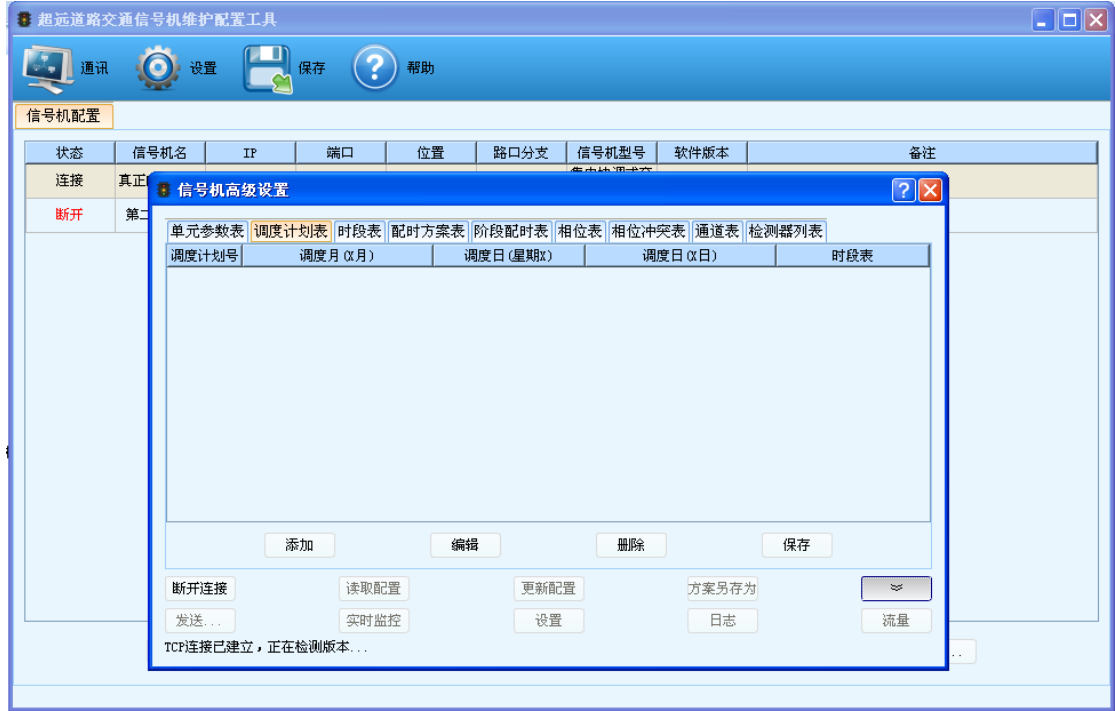 超远道路交通信号机维护配置工具
通讯 设置 保存 帮助
信号机配置
状态 信号机名 IP 端口 位置 路口分支 信号机型号 软件版本 备注
连接 真正
断开 第二
信号机高级设置
单元参数表 调度计划表 时段表 配时方案表 阶段配时表 相位表 相位冲突表 通道表 检测器列表
调度计划号 调度月(X月) 调度日(星期X) 调度日(X日) 时段表
添加 编辑 删除 保存
断开连接 读取配置 更新配置 方案另存为
发送... 实时监控 设置 日志 流量
TCP连接已建立，正在检测版本...